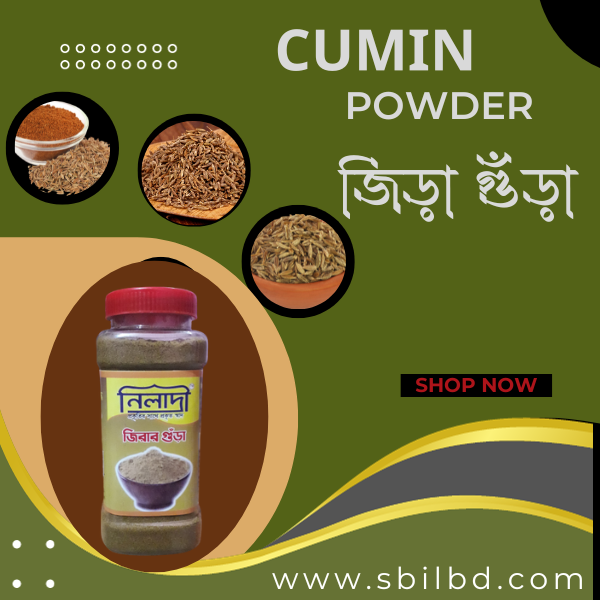 CUMIN
POWDER
জিড়া গুঁড়া
SHOP NOW
নিলাদী
জিরার গুঁড়া
www.sbilbd.com